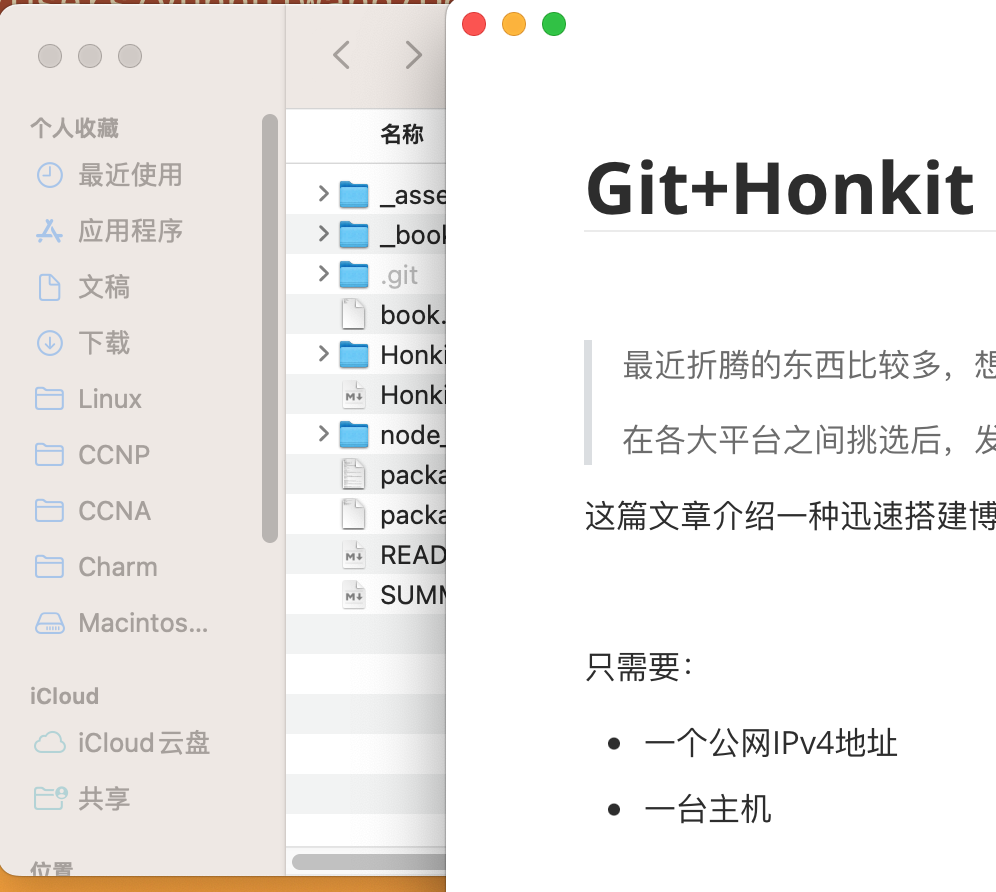 个人收藏
最近使用
应用程序
文稿
下载
Linux
CCNP
CCNA
Charm
Macintos...
iCloud
iCloud云盘
共享
位置
名称
_asse
_book
.git
book.
Honki
Honki
node_
packa
packa
READ
SUMM
Git+Honkit
最近折腾的东西比较多，想
在各大平台之间挑选后，发
这篇文章介绍一种迅速搭建博
只需要：
• 一个公网IPv4地址
• 一台主机